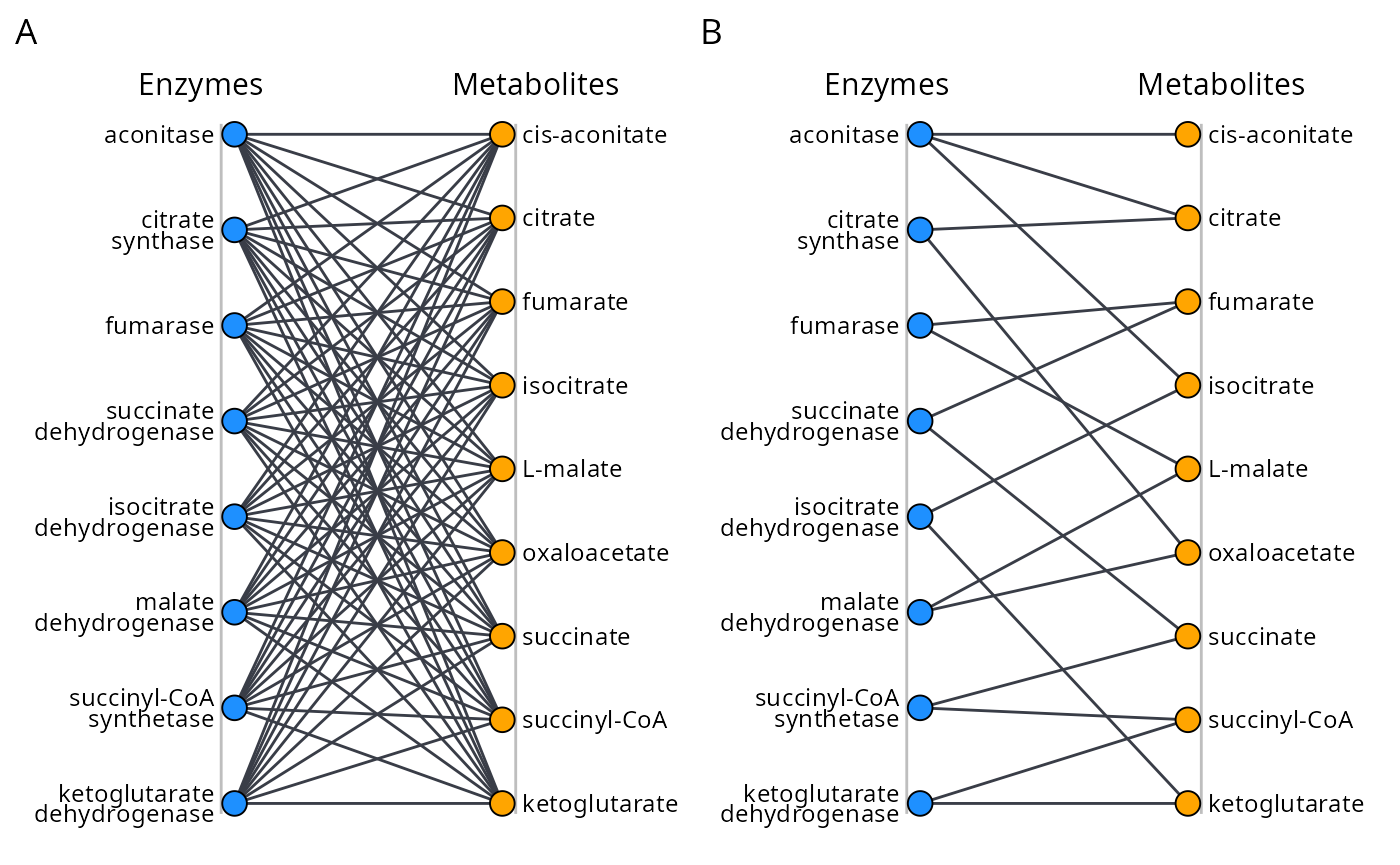 A
Enzymes
Metabolites
aconitase
citrate
synthase
fumarase
succinate
dehydrogenase
isocitrate
dehydrogenase
malate
dehydrogenase
succinyl-CoA
synthetase
ketoglutarate
dehydrogenase
cis-aconitate
citrate
fumarate
isocitrate
L-malate
oxaloacetate
succinate
succinyl-CoA
ketoglutarate
B
Enzymes
Metabolites
aconitase
citrate
synthase
fumarase
succinate
dehydrogenase
isocitrate
dehydrogenase
malate
dehydrogenase
succinyl-CoA
synthetase
ketoglutarate
dehydrogenase
cis-aconitate
citrate
fumarate
isocitrate
L-malate
oxaloacetate
succinate
succinyl-CoA
ketoglutarate